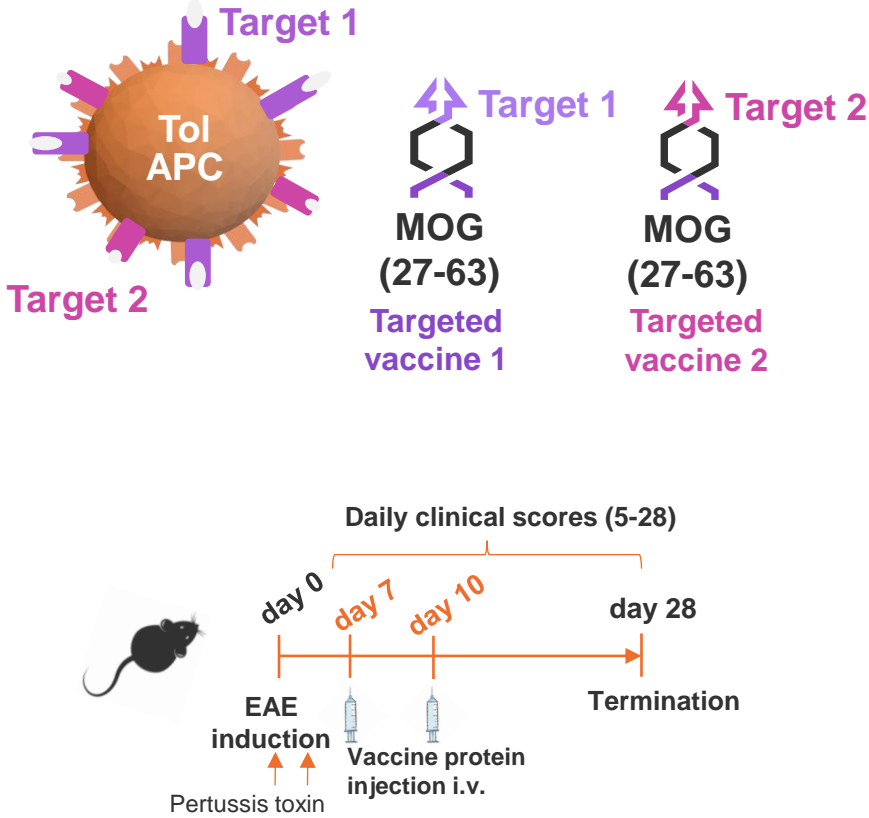 Target 1
Tol
APC
Target 2
Target 1
MOG
(27-63)
Targeted
vaccine 1
Target 2
MOG
(27-63)
Targeted
vaccine 2
Daily clinical scores (5-28)
day 0
day 7
day 10
day 28
EAE
induction
Pertussis toxin
Vaccine protein
injection i.v.
Termination